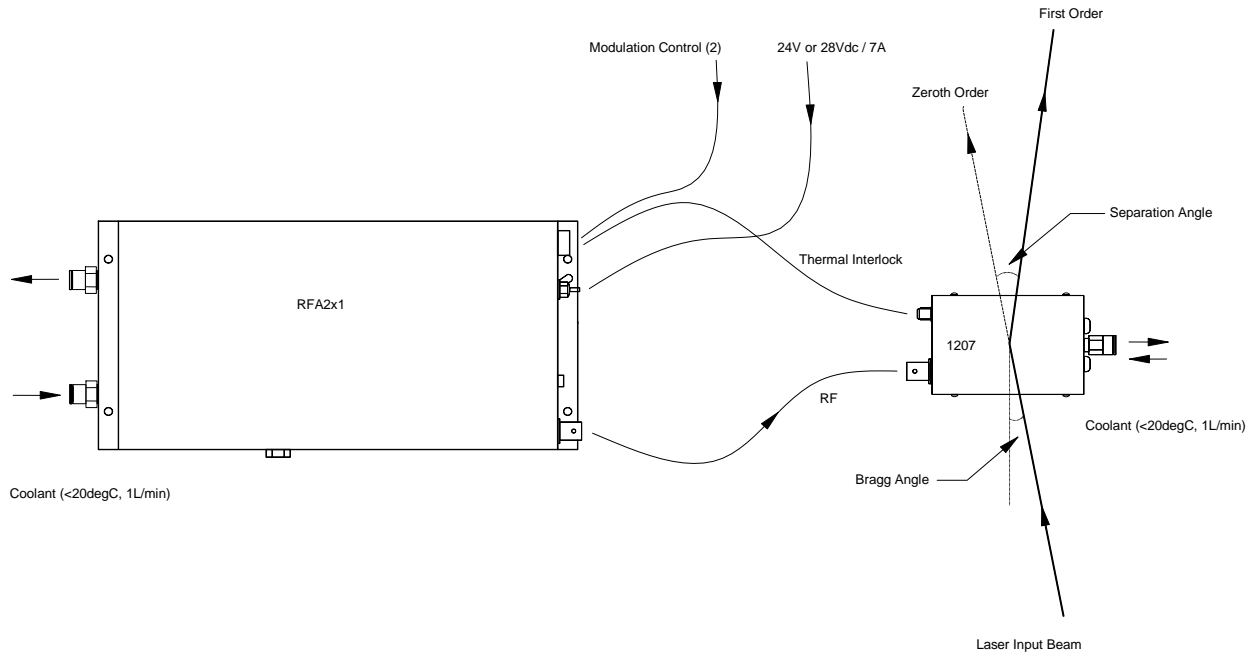 First Order
Modulation Control (2)
24V or 28Vdc / 7A
Zeroth Order
Separation Angle
Thermal Interlock
RFA2x1
1207
RF
Coolant (<20degC, 1L/min)
Bragg Angle
Coolant (<20degC, 1L/min)
Laser Input Beam